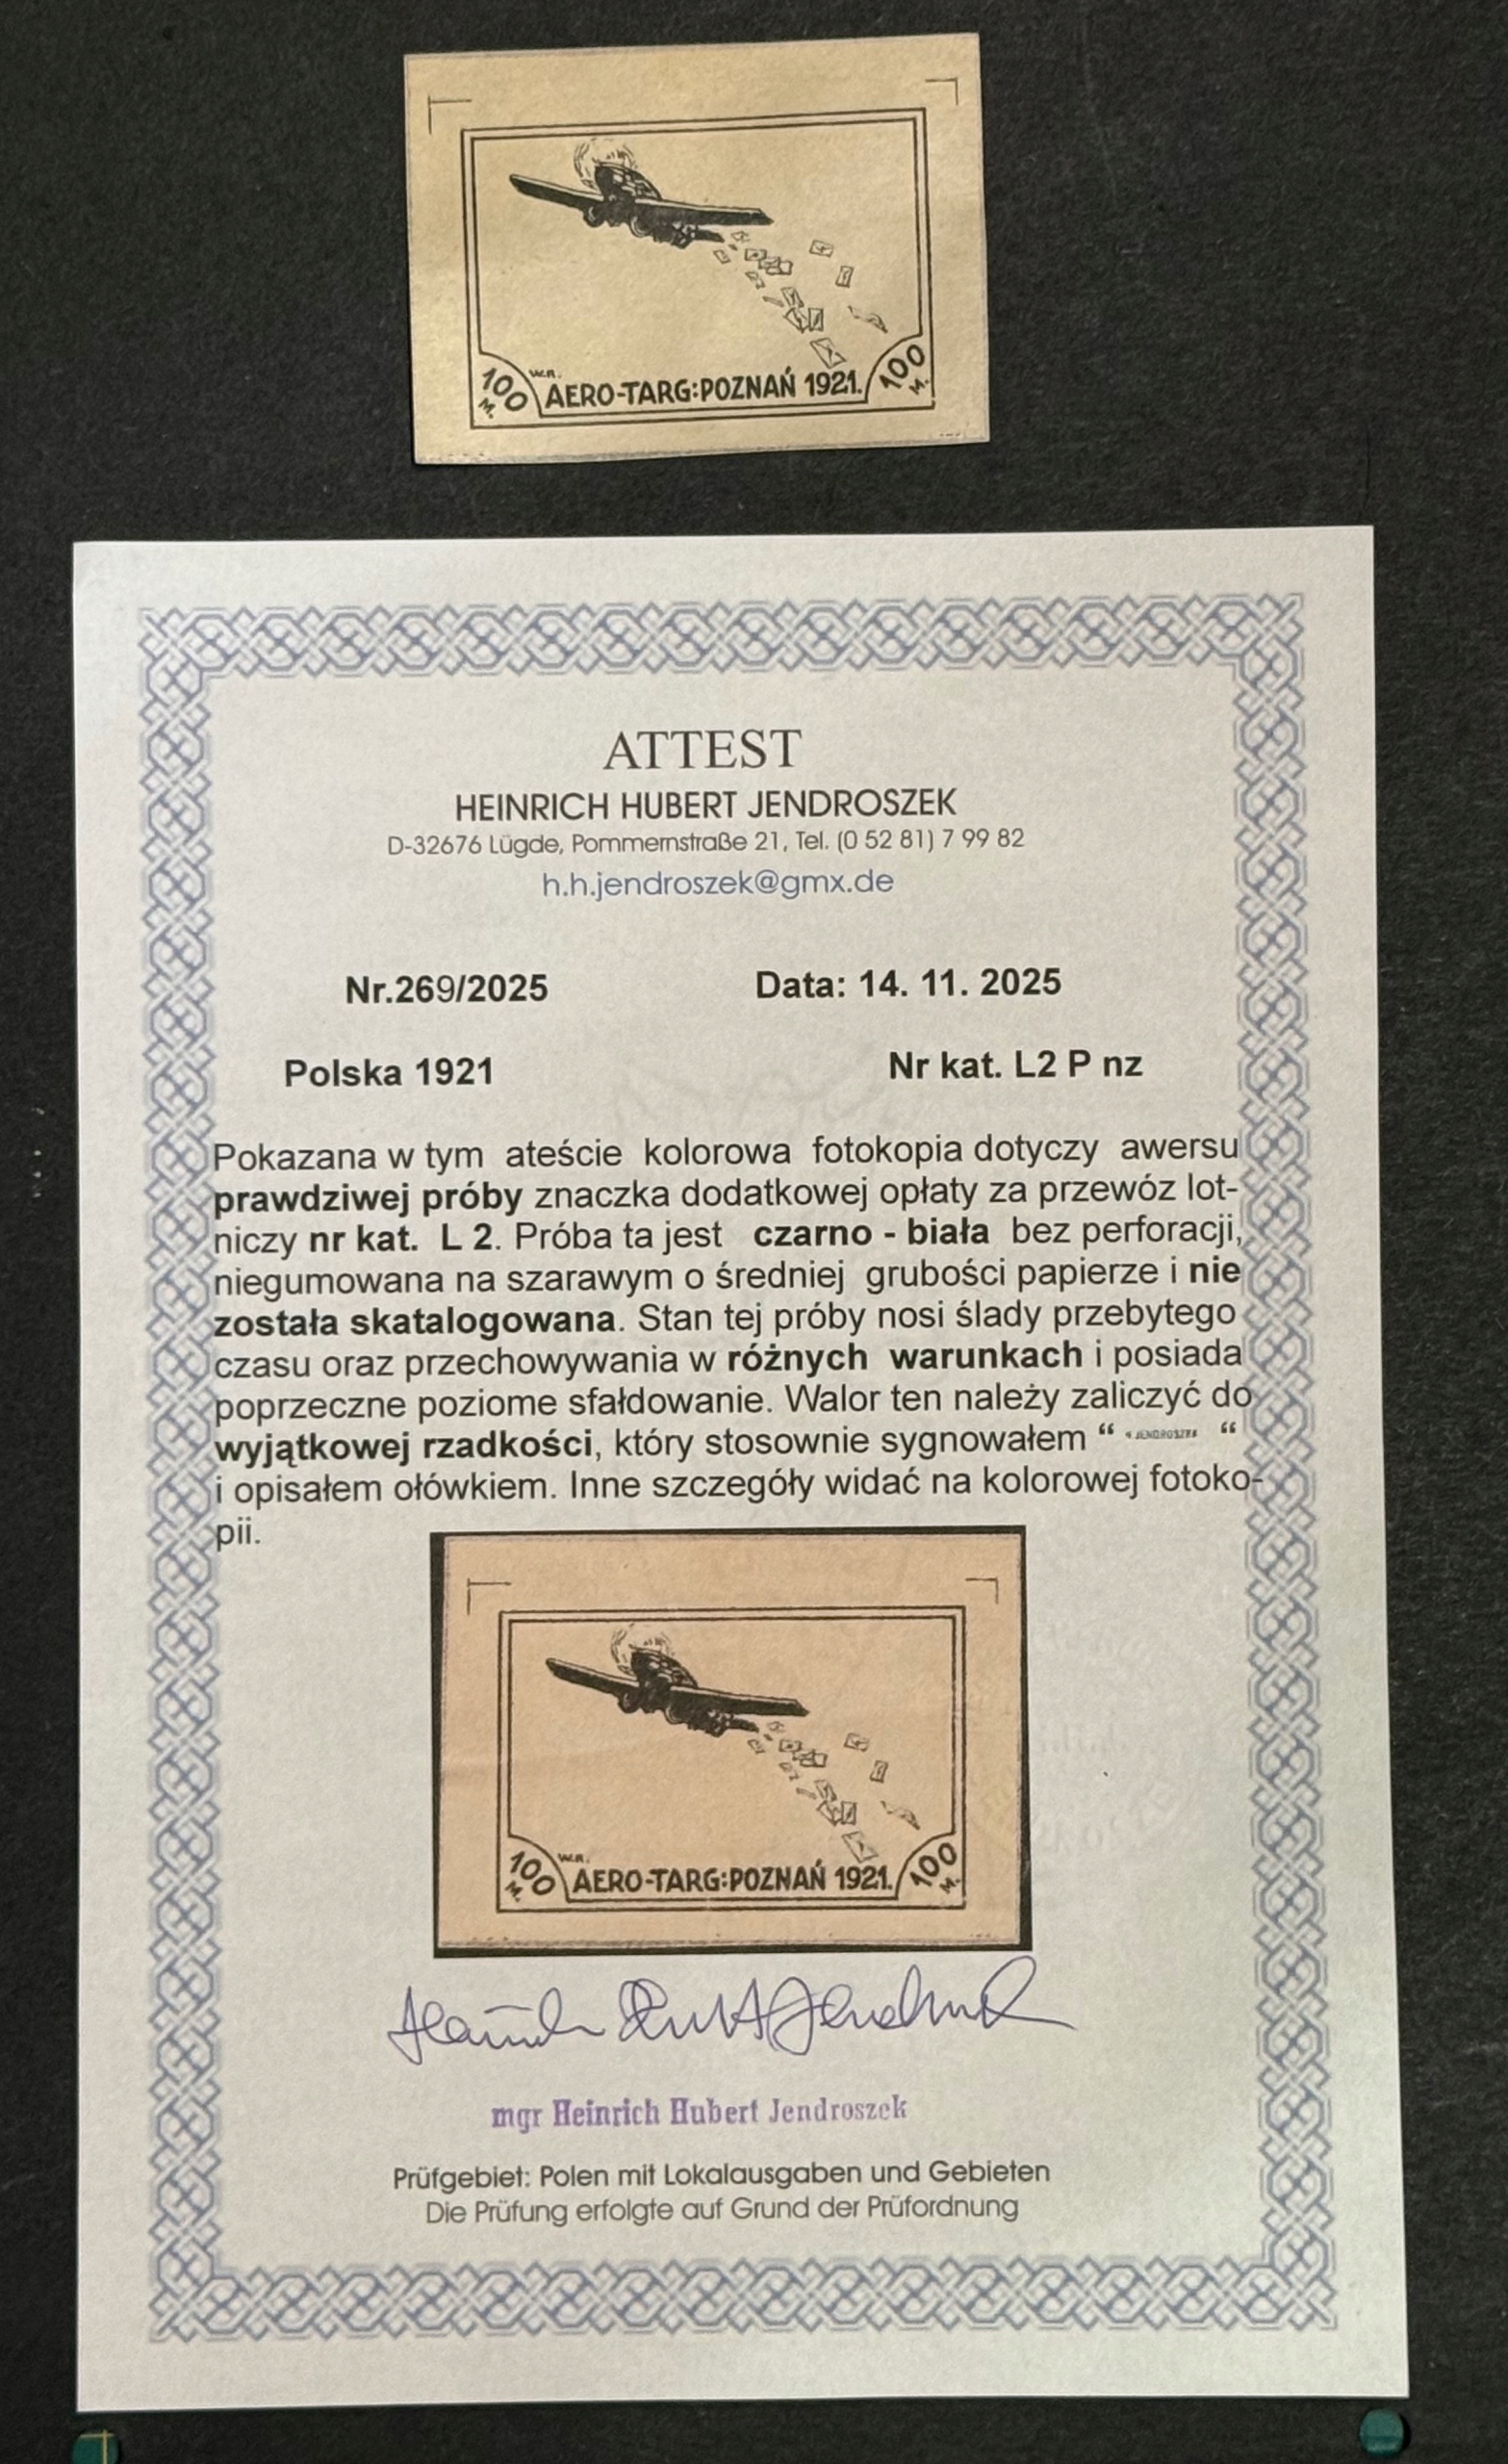 W.R.
100 M. AERO-TARG:POZNAŃ 1921. 100 M.
ATTEST
HEINRICH HUBERT JENDROSZEK
D-32676 Lügde, Pommernstraße 21, Tel. (0 52 81) 7 99 82
h.h.jendroszek@gmx.de
Nr.269/2025 Data: 14. 11. 2025
Polska 1921 Nr kat. L2 P nz
Pokazana w tym ateście kolorowa fotokopia dotyczy awersu
prawdziwej próby znaczka dodatkowej opłaty za przewóz lot-
niczy nr kat. L 2. Próba ta jest czarno - biała bez perforacji,
niegumowana na szarawym o średniej grubości papierze i nie
została skatalogowana. Stan tej próby nosi ślady przebytego
czasu oraz przechowywania w różnych warunkach i posiada
poprzeczne poziome sfałdowanie. Walor ten należy zaliczyć do
wyjątkowej rzadkości, który stosownie sygnowałem “ JENDROSZEK “
i opisałem ołówkiem. Inne szczegóły widać na kolorowej fotoko-
pii.
W.R.
100 M. AERO-TARG:POZNAŃ 1921. 100 M.
mgr Heinrich Hubert Jendroszek
Prüfgebiet: Polen mit Lokalausgaben und Gebieten
Die Prüfung erfolgte auf Grund der Prüfordnung